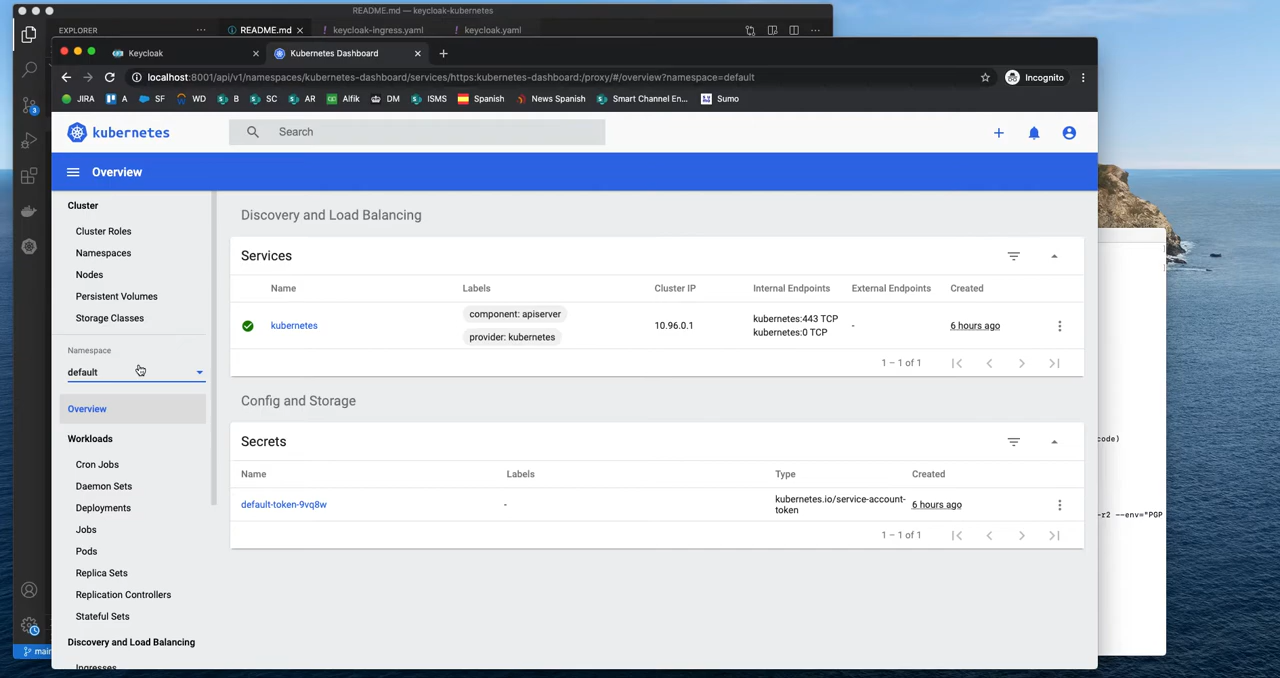 README.md — keycloak-kubernetes
EXPLORER
README.md
keycloak-ingress.yaml
keycloak.yaml
Keycloak
Kubernetes Dashboard
localhost:8001/api/v1/namespaces/kubernetes-dashboard/services/https:kubernetes-dashboard:/proxy/#/overview?namespace=default
Incognito
JIRA
A
SF
WD
B
SC
AR
Alfik
DM
ISMS
Spanish
News Spanish
Smart Channel En...
Sumo
3
kubernetes
Search
Overview
Cluster
Cluster Roles
Namespaces
Nodes
Persistent Volumes
Storage Classes
Namespace
default
Overview
Workloads
Cron Jobs
Daemon Sets
Deployments
Jobs
Pods
Replica Sets
Replication Controllers
Stateful Sets
Discovery and Load Balancing
Ingresses
Discovery and Load Balancing
Services
Name Labels Cluster IP Internal Endpoints External Endpoints Created
kubernetes
component: apiserver
provider: kubernetes
10.96.0.1
kubernetes:443 TCP
kubernetes:0 TCP
-
6 hours ago
1 – 1 of 1
Config and Storage
Secrets
Name Labels Type Created
default-token-9vq8w
-
kubernetes.io/service-account-
token
6 hours ago
1 – 1 of 1
code)
-r2 --env="PGP
main